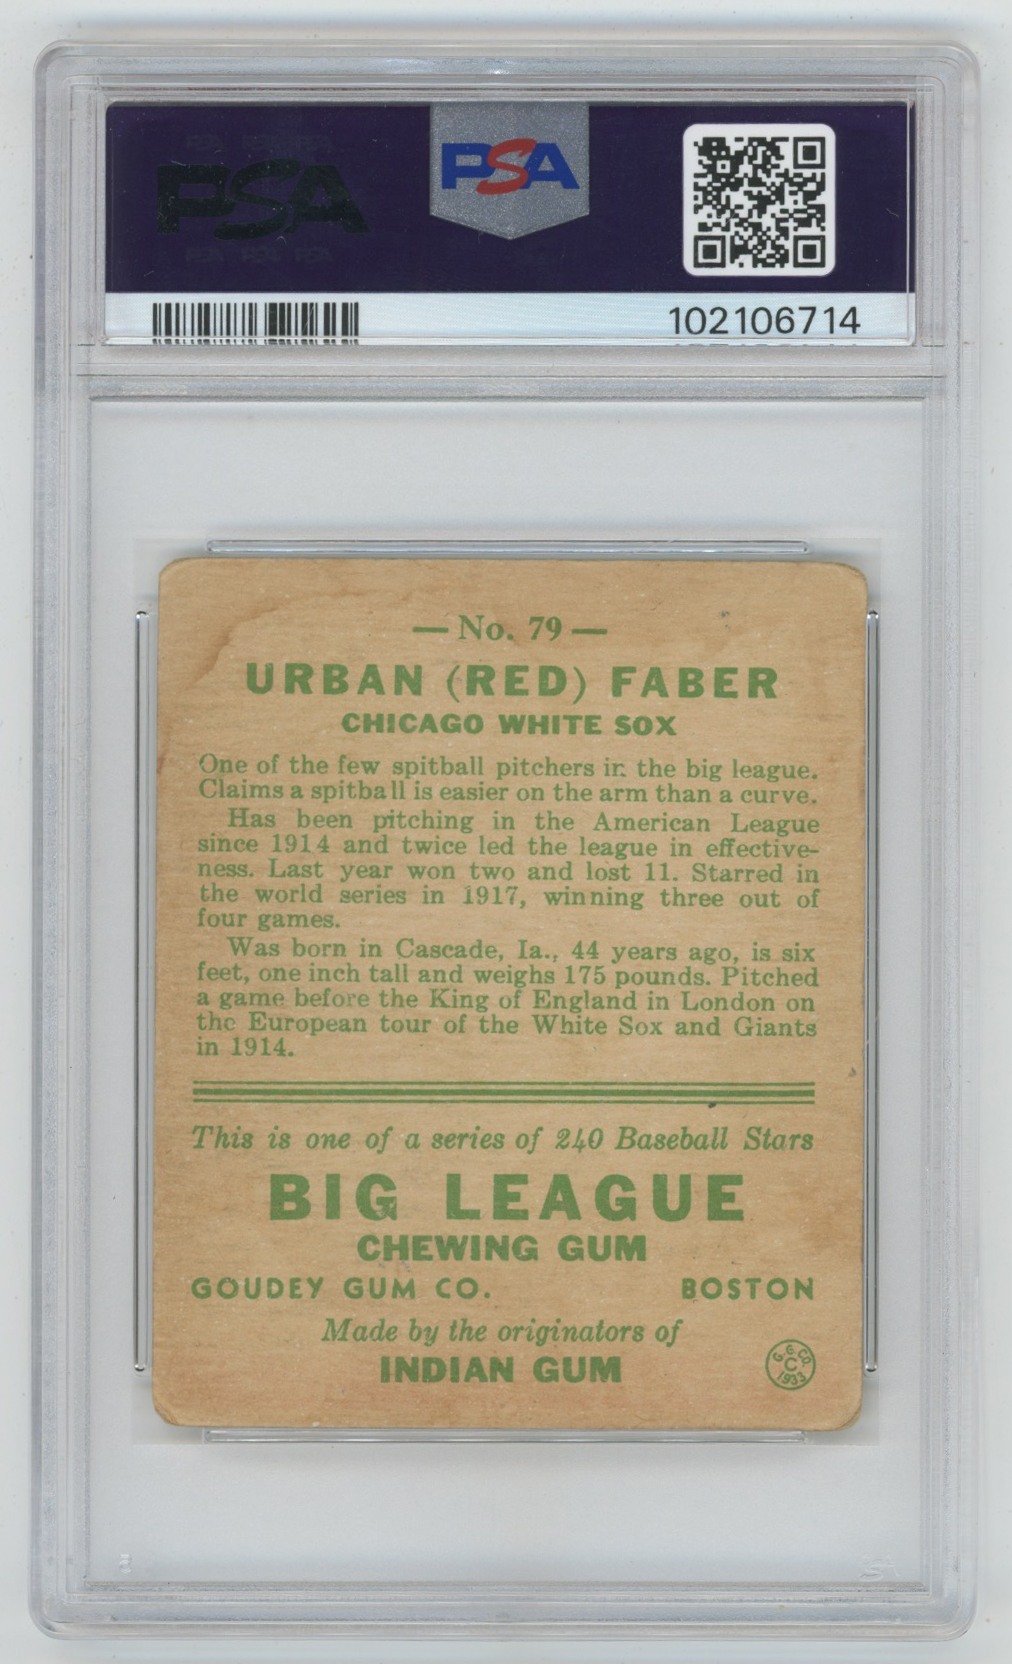 PSA
PSA
102106714
— No. 79 —
URBAN (RED) FABER
CHICAGO WHITE SOX
One of the few spitball pitchers in the big league.
Claims a spitball is easier on the arm than a curve.
Has been pitching in the American League
since 1914 and twice led the league in effective-
ness. Last year won two and lost 11. Starred in
the world series in 1917, winning three out of
four games.
Was born in Cascade, Ia., 44 years ago, is six
feet, one inch tall and weighs 175 pounds. Pitched
a game before the King of England in London on
the European tour of the White Sox and Giants
in 1914.
This is one of a series of 240 Baseball Stars
BIG LEAGUE
CHEWING GUM
GOUDEY GUM CO. BOSTON
Made by the originators of
INDIAN GUM
G.G.CO.
C
1933